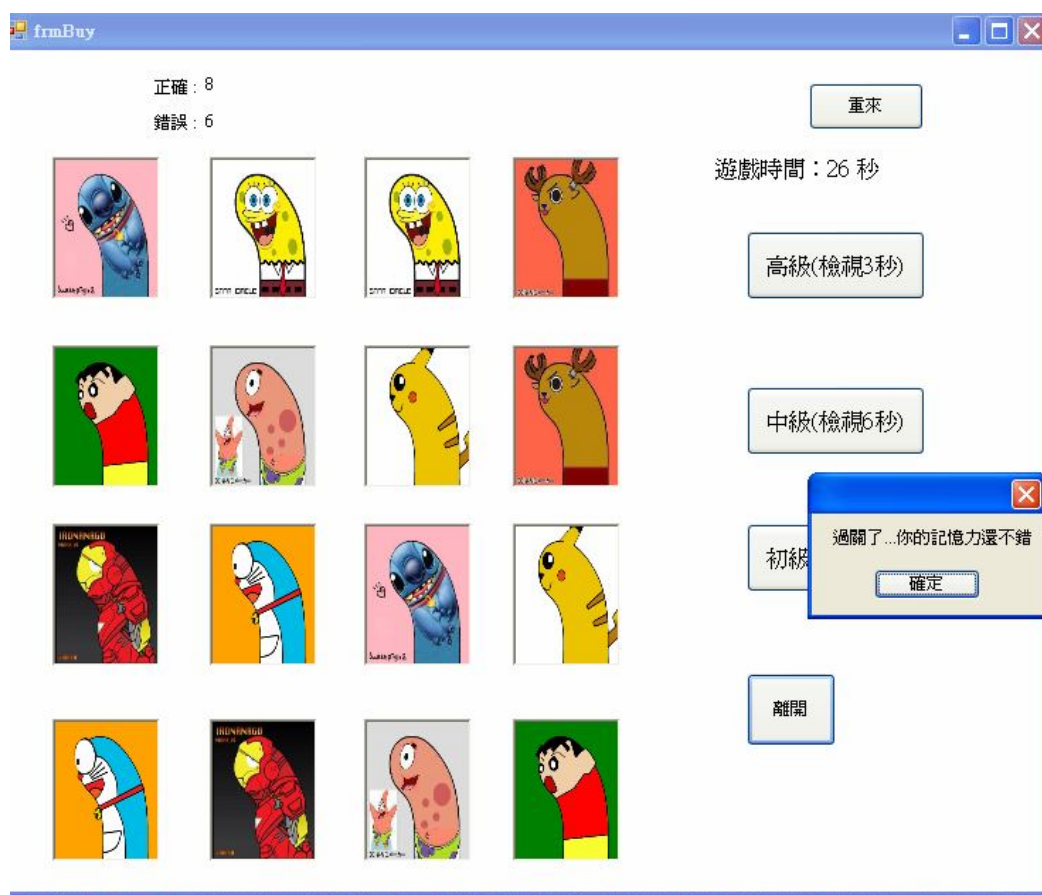 frmBuy
正確：8
錯誤：6
重來
遊戲時間：26 秒
高級(檢視3秒)
中級(檢視6秒)
初級
過關了...你的記憶力還不錯
確定
離開
IRONANAGO
IRONANAGO